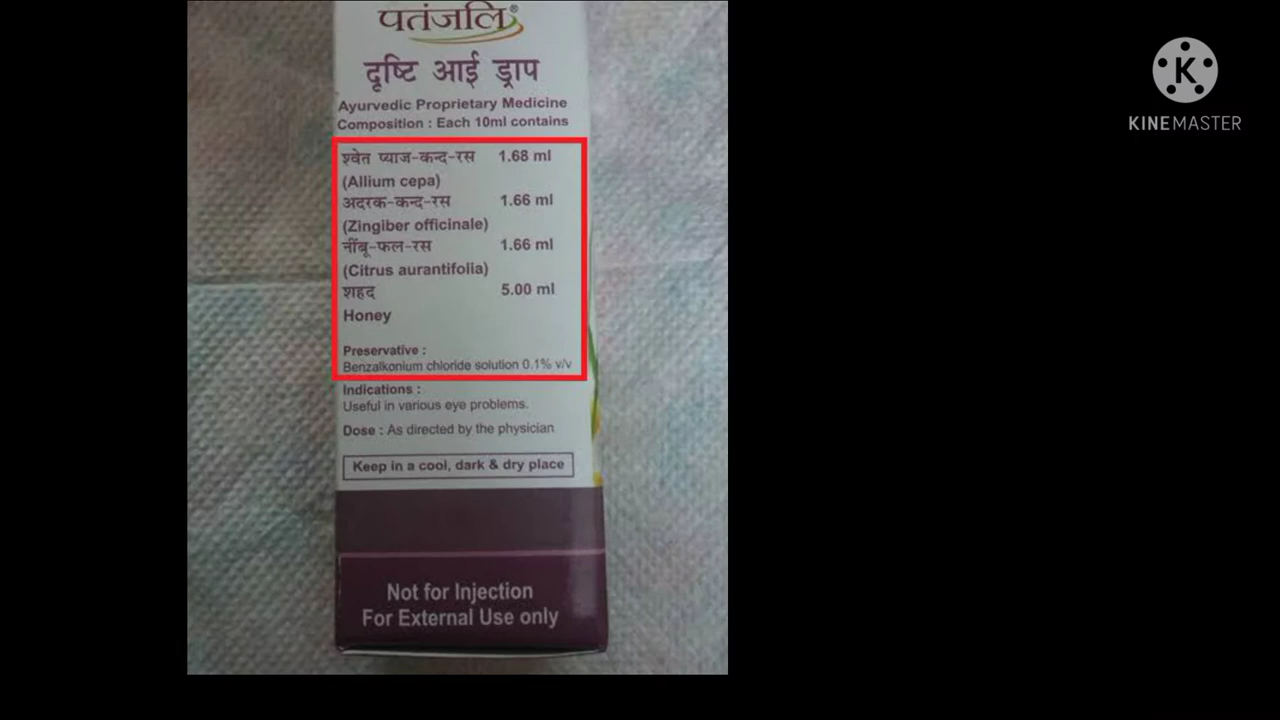 पतंजलि®
दृष्टि आई ड्राप
Ayurvedic Proprietary Medicine
Composition : Each 10ml contains
श्वेत प्याज-कन्द-रस 1.68 ml
(Allium cepa)
अदरक-कन्द-रस 1.66 ml
(Zingiber officinale)
नींबू-फल-रस 1.66 ml
(Citrus aurantifolia)
शहद 5.00 ml
Honey
Preservative :
Benzalkonium chloride solution 0.1% v/v
Indications :
Useful in various eye problems.
Dose : As directed by the physician
Keep in a cool, dark & dry place
Not for Injection
For External Use only
K
KINEMASTER